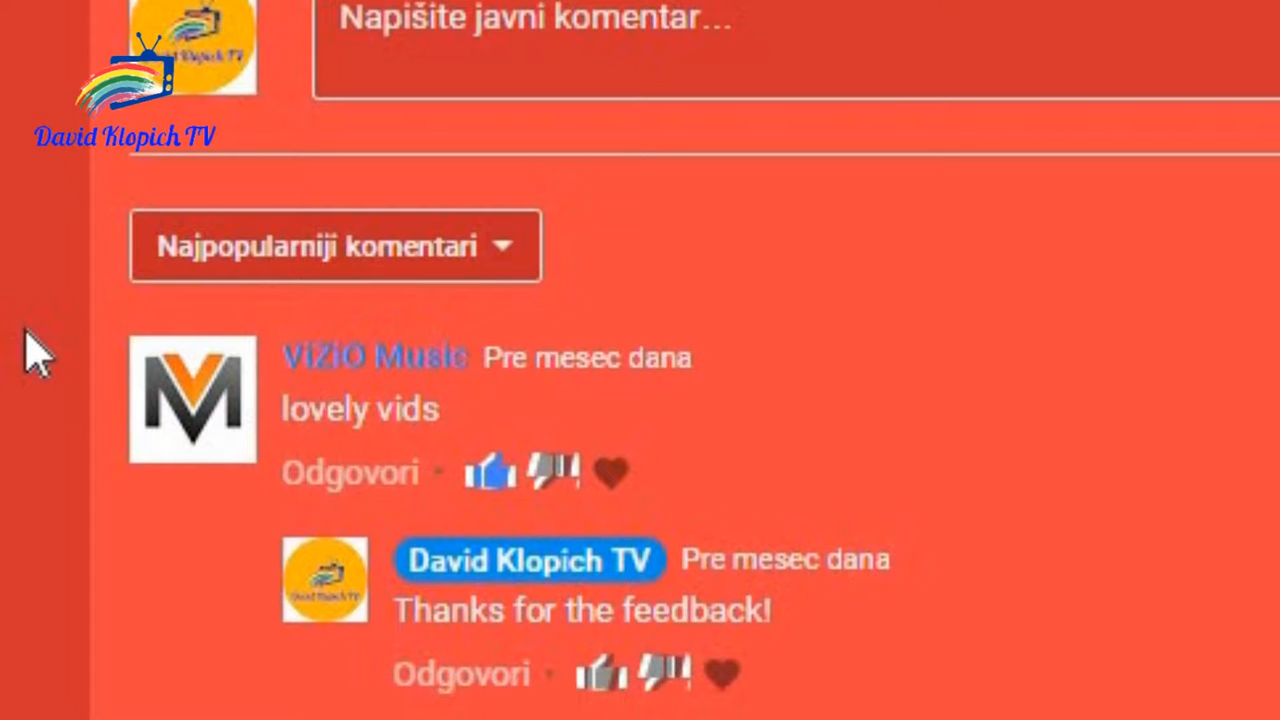 Napišite javni komentar...
David Klopich TV
Najpopularniji komentari
ViZiO Music Pre mesec dana
lovely vids
Odgovori
David Klopich TV Pre mesec dana
Thanks for the feedback!
Odgovori